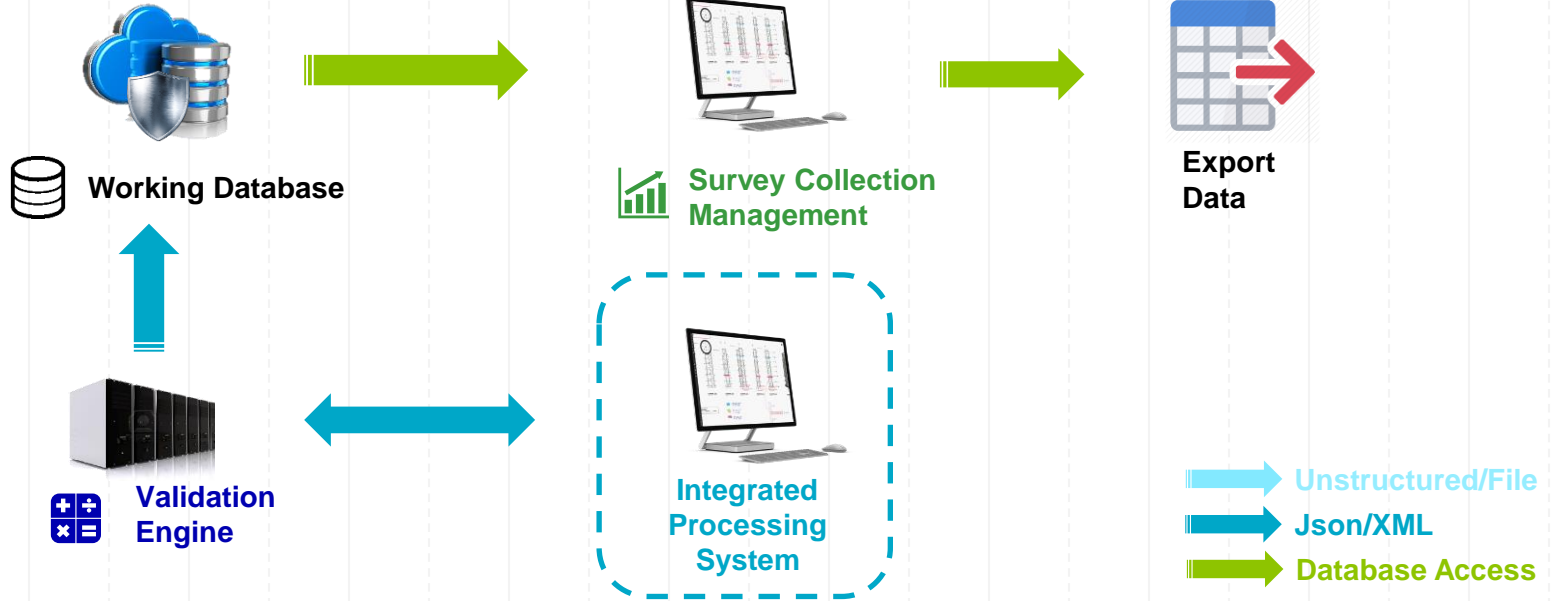 Working Database
Survey Collection
Management
Export
Data
Validation
Engine
Integrated
Processing
System
Unstructured/File
Json/XML
Database Access